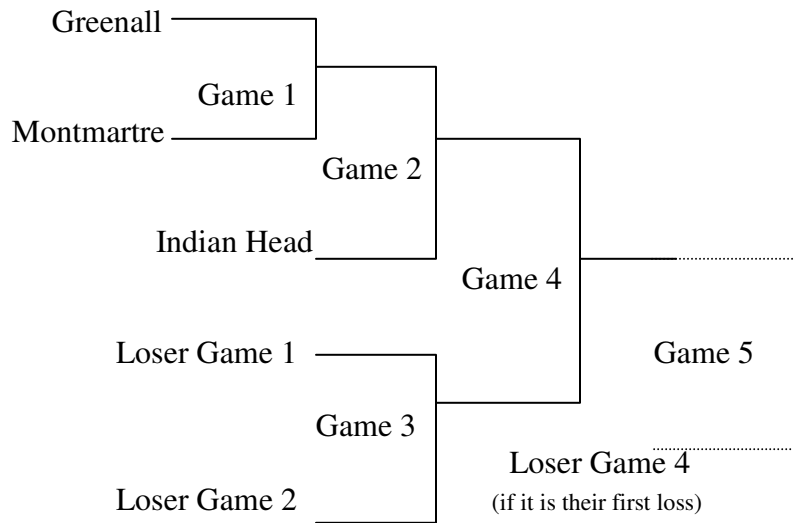 Greenall
Game 1
Montmartre
Game 2
Indian Head
Game 4
Loser Game 1
Game 5
Game 3
Loser Game 4
(if it is their first loss)
Loser Game 2